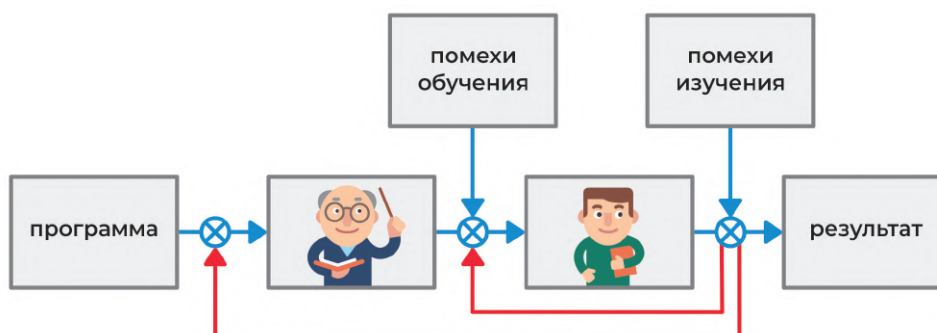 помехи
обучения
помехи
изучения
программа
результат